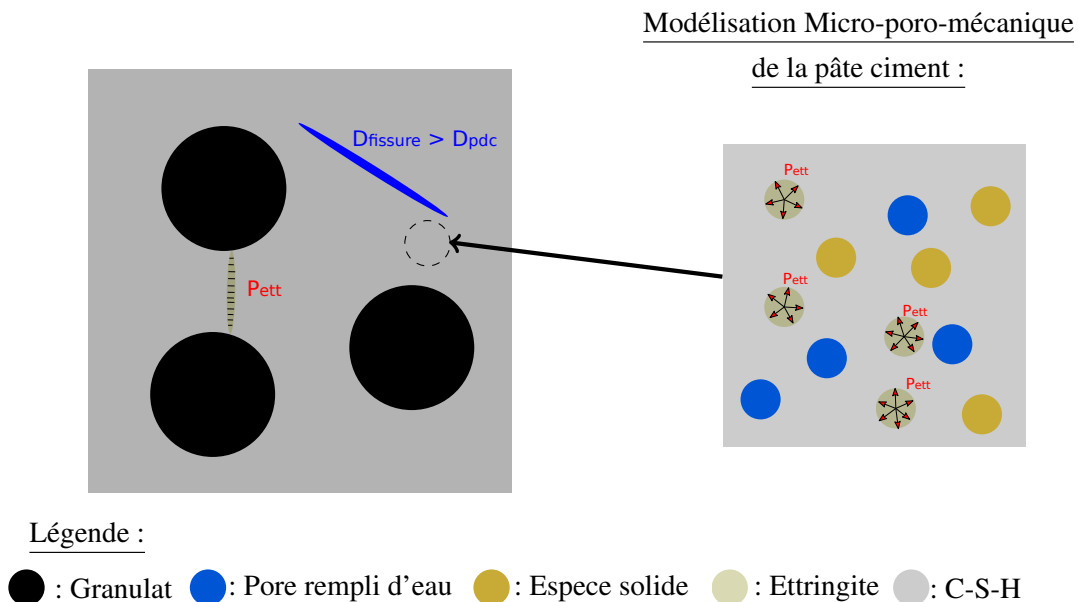 Modélisation Micro-poro-mécanique
de la pâte ciment :
Dfissure > Dpdc
Pett
Pett
Pett
Pett
Pett
Légende :
: Granulat : Pore rempli d'eau : Espece solide : Ettringite : C-S-H